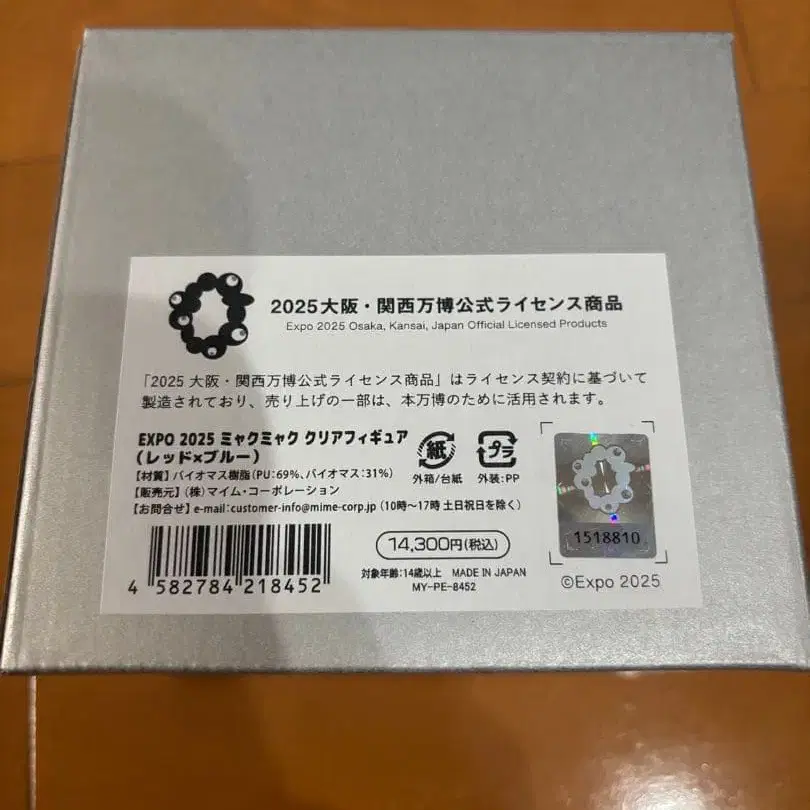 2025大阪・関西万博公式ライセンス商品
Expo 2025 Osaka, Kansai, Japan Official Licensed Products
「2025 大阪・関西万博公式ライセンス商品」はライセンス契約に基づいて
製造されており、売り上げの一部は、本万博のために活用されます。
EXPO 2025 ミャクミャク クリアフィギュア
(レッド×ブルー)
【材質】バイオマス樹脂(PU:69%、バイオマス:31%)
【販売元】(株)マイム・コーポレーション
【お問合せ】e-mail:customer-info@mime-corp.jp (10時〜17時 土日祝日を除く)
紙
外箱/台紙
プラ
外装:PP
4 582784 218452
14,300円(税込)
対象年齢:14歳以上 MADE IN JAPAN
MY-PE-8452
1518810
©Expo 2025